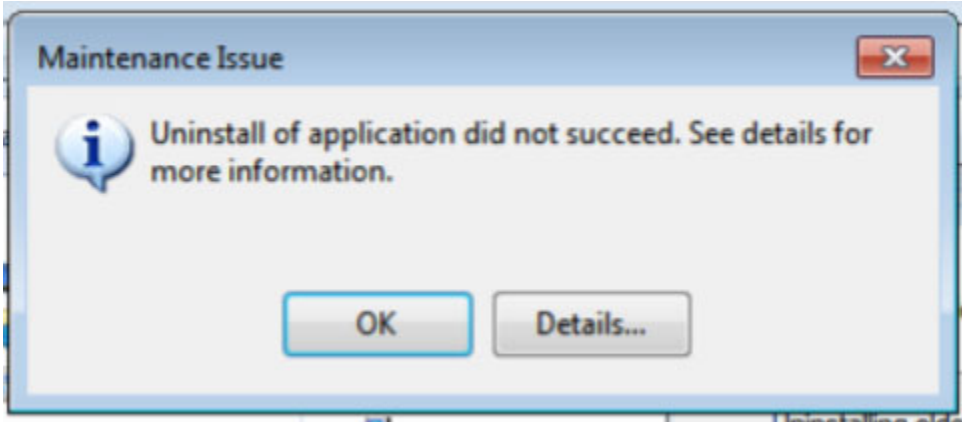 Maintenance Issue
Uninstall of application did not succeed. See details for
more information.
OK
Details...